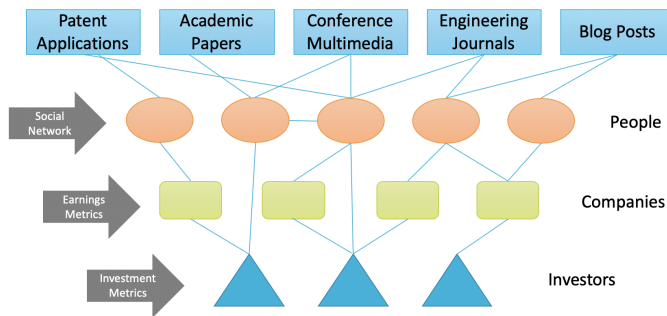 Patent
Applications
Academic
Papers
Conference
Multimedia
Engineering
Journals
Blog Posts
Social
Network
People
Earnings
Metrics
Companies
Investment
Metrics
Investors